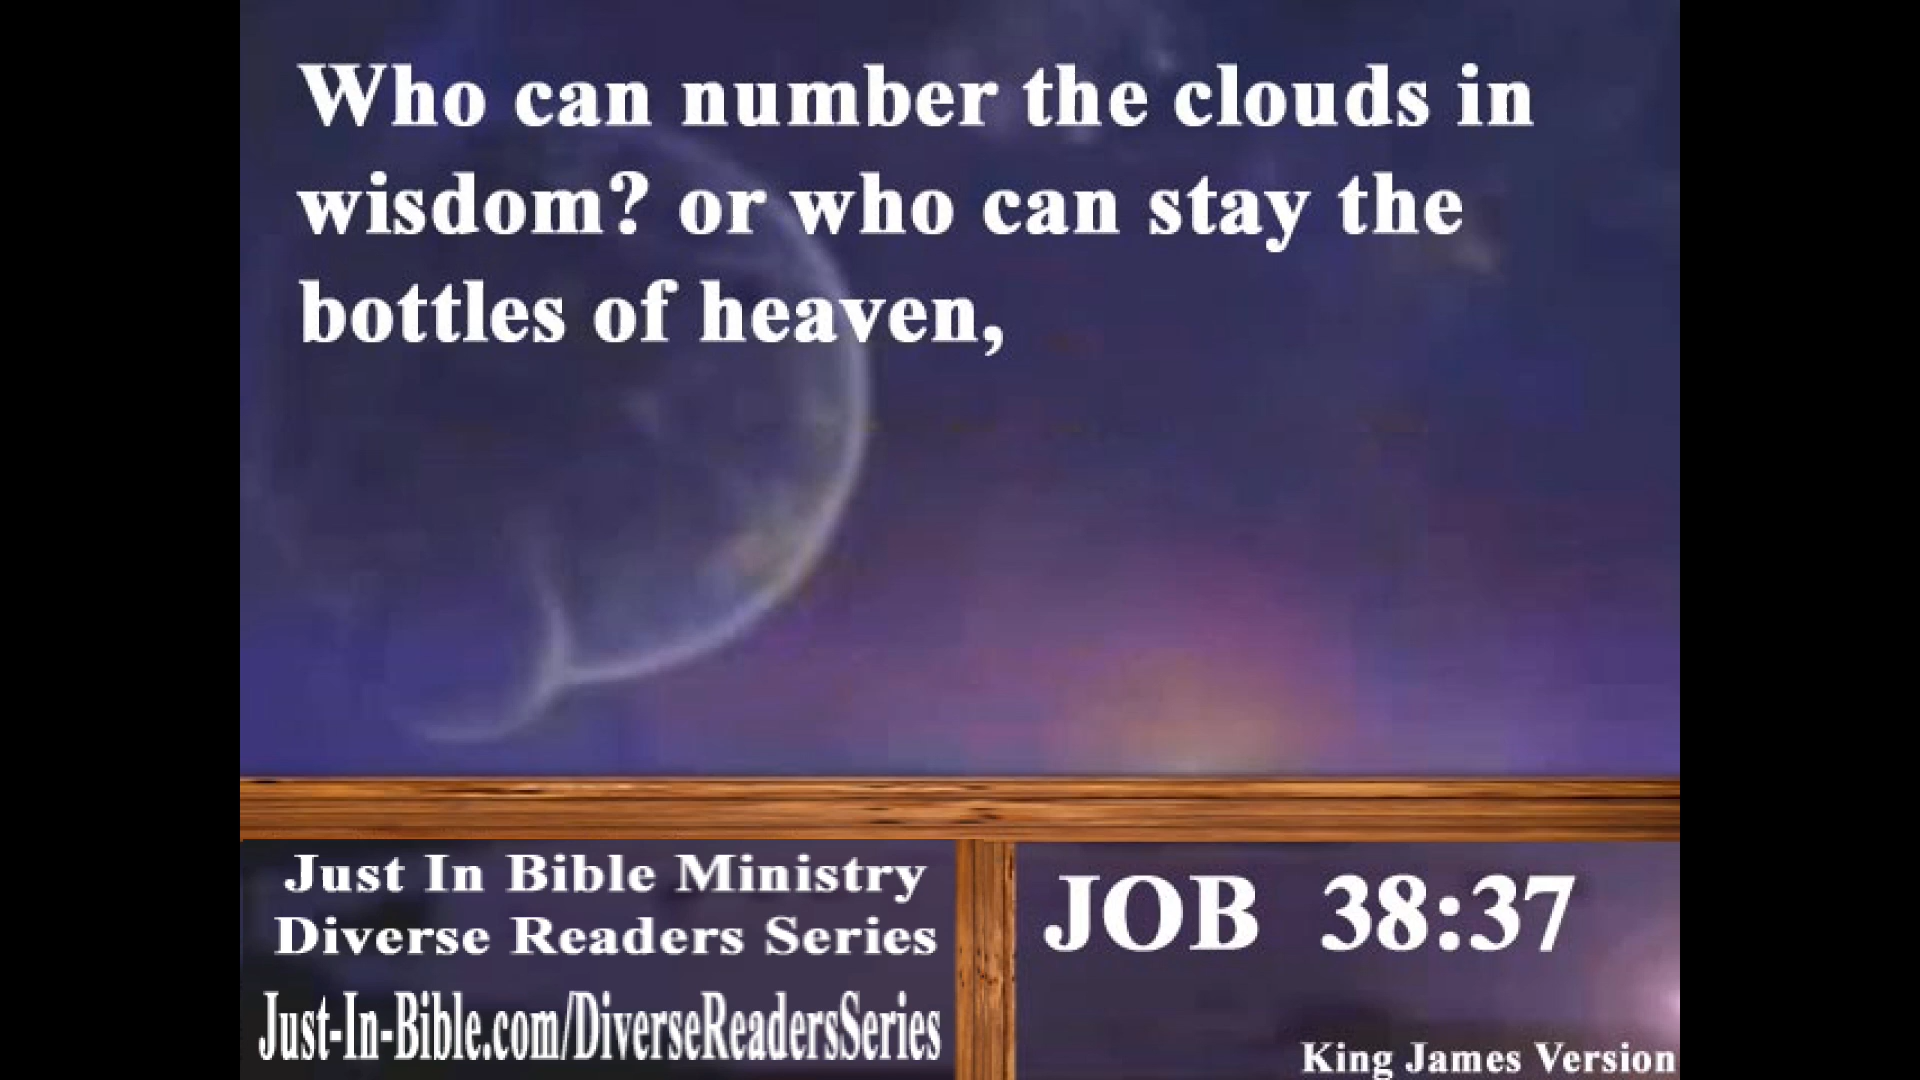 Who can number the clouds in
wisdom? or who can stay the
bottles of heaven,
Just In Bible Ministry
Diverse Readers Series
Just-In-Bible.com/DiverseReadersSeries
JOB 38:37
King James Version